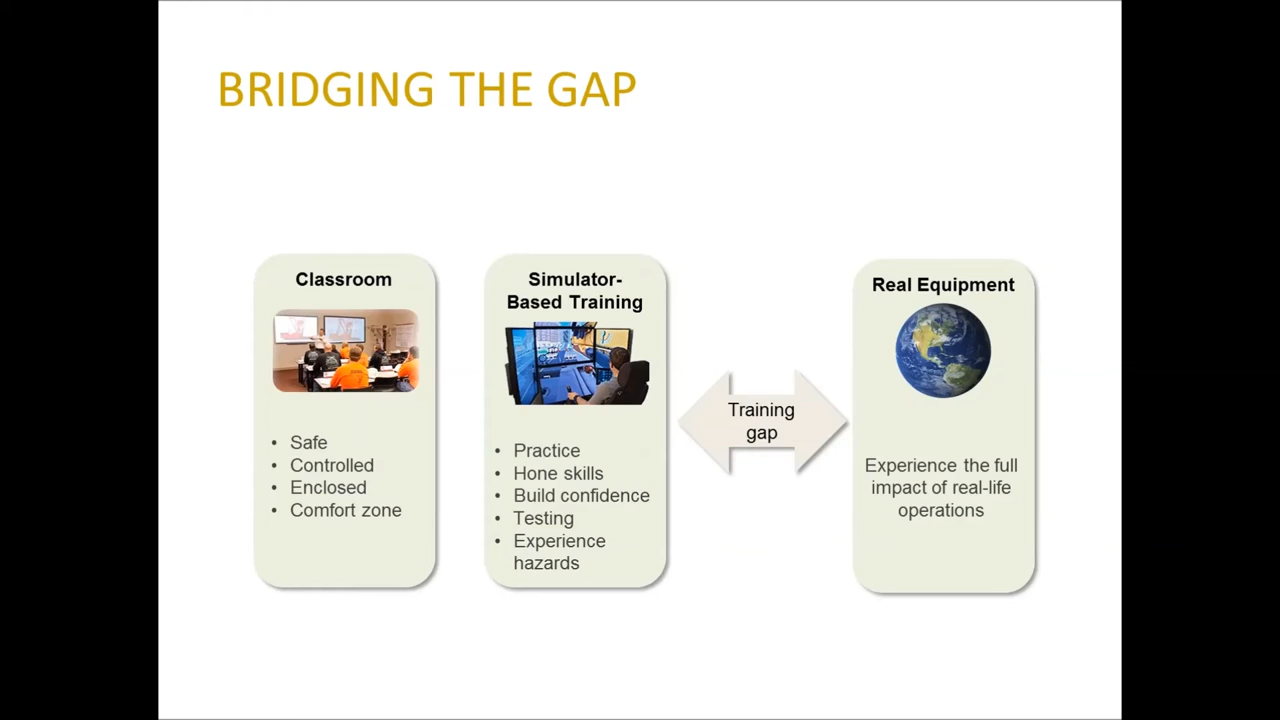 BRIDGING THE GAP
Classroom
• Safe
• Controlled
• Enclosed
• Comfort zone
Simulator-
Based Training
• Practice
• Hone skills
• Build confidence
• Testing
• Experience
hazards
Training
gap
Real Equipment
Experience the full
impact of real-life
operations